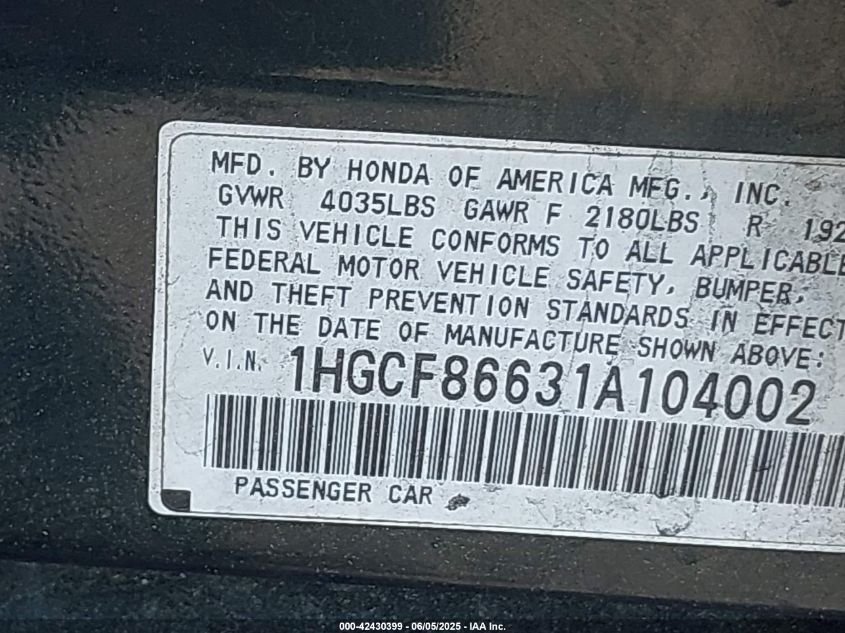 MFD. BY HONDA OF AMERICA MFG., INC.
GVWR 4035LBS GAWR F 2180LBS R 192
THIS VEHICLE CONFORMS TO ALL APPLICABLE
FEDERAL MOTOR VEHICLE SAFETY, BUMPER,
AND THEFT PREVENTION STANDARDS IN EFFECT
ON THE DATE OF MANUFACTURE SHOWN ABOVE:
V.I.N. 1HGCF86631A104002
PASSENGER CAR
000-42430399 - 06/05/2025 - IAA Inc.